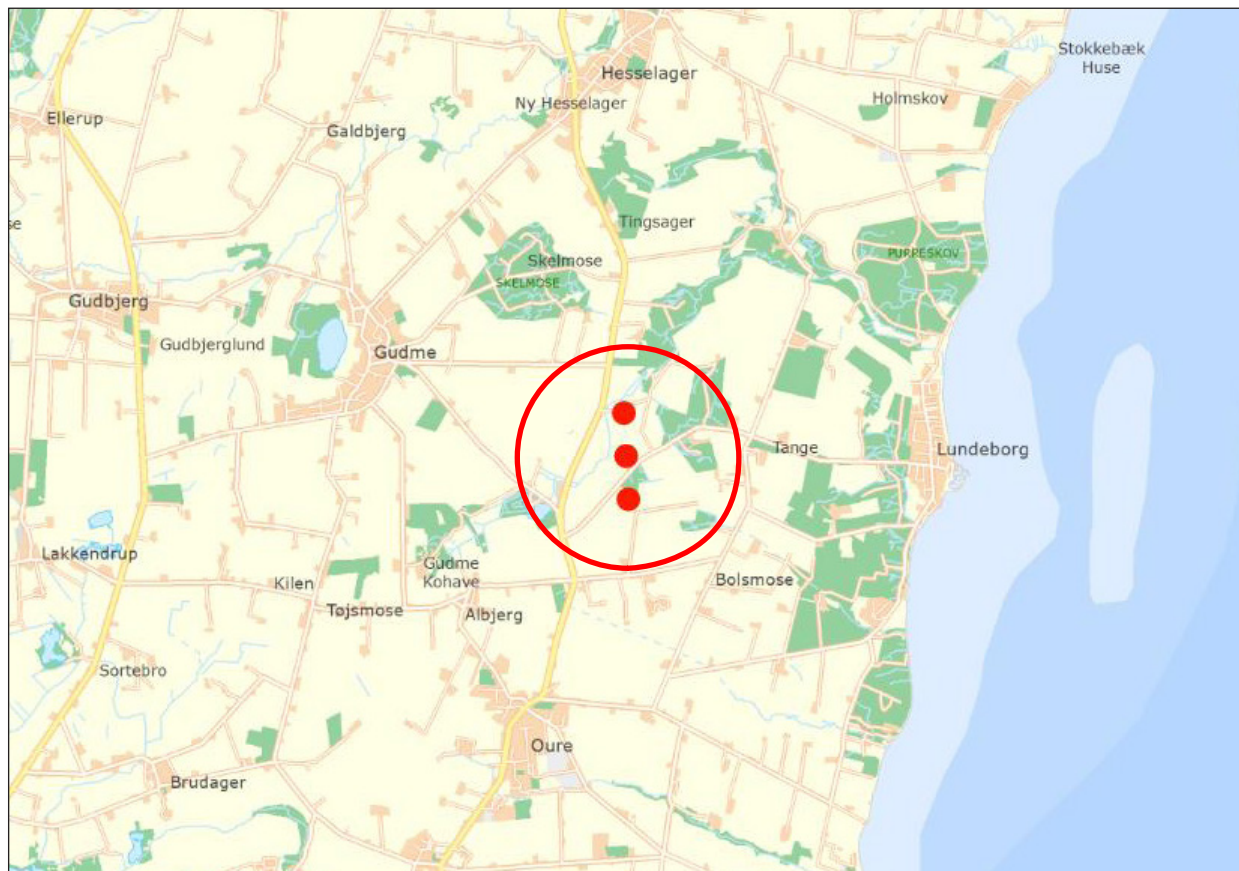 Stokkebæk
Huse
Hesselager
Holmskov
Ny Hesselager
Ellerup
Galdbjerg
se
Tingsager
Skelmose
SKELMOSE
PURRESKOV
Gudbjerg
Gudbjerglund
Gudme
Tange
Lundeborg
Lakkendrup
Kilen
Gudme
Kohave
Bolsmose
Tøjsmose
Albjerg
Sortebro
Oure
Brudager